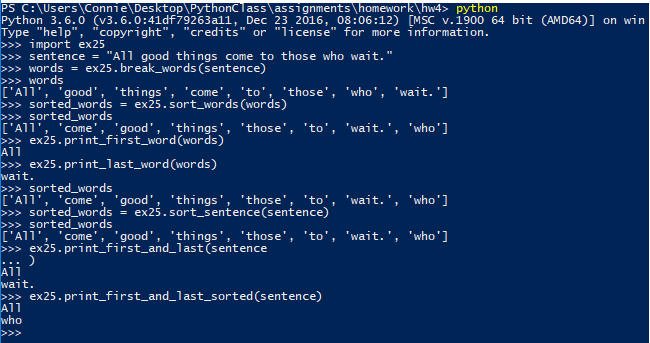 PS C:\Users\Connie\Desktop\PythonClass\assignments\homework\hw4> python
Python 3.6.0 (v3.6.0:41df79263a11, Dec 23 2016, 08:06:12) [MSC v.1900 64 bit (AMD64)] on win
Type "help", "copyright", "credits" or "license" for more information.
>>> import ex25
>>> sentence = "All good things come to those who wait."
>>> words = ex25.break_words(sentence)
>>> words
['All', 'good', 'things', 'come', 'to', 'those', 'who', 'wait.']
>>> sorted_words = ex25.sort_words(words)
>>> sorted_words
['All', 'come', 'good', 'things', 'those', 'to', 'wait.', 'who']
>>> ex25.print_first_word(words)
All
>>> ex25.print_last_word(words)
wait.
>>> sorted_words
['All', 'come', 'good', 'things', 'those', 'to', 'wait.', 'who']
>>> sorted_words = ex25.sort_sentence(sentence)
>>> sorted_words
['All', 'come', 'good', 'things', 'those', 'to', 'wait.', 'who']
>>> ex25.print_first_and_last(sentence
... )
All
wait.
>>> ex25.print_first_and_last_sorted(sentence)
All
who
>>>